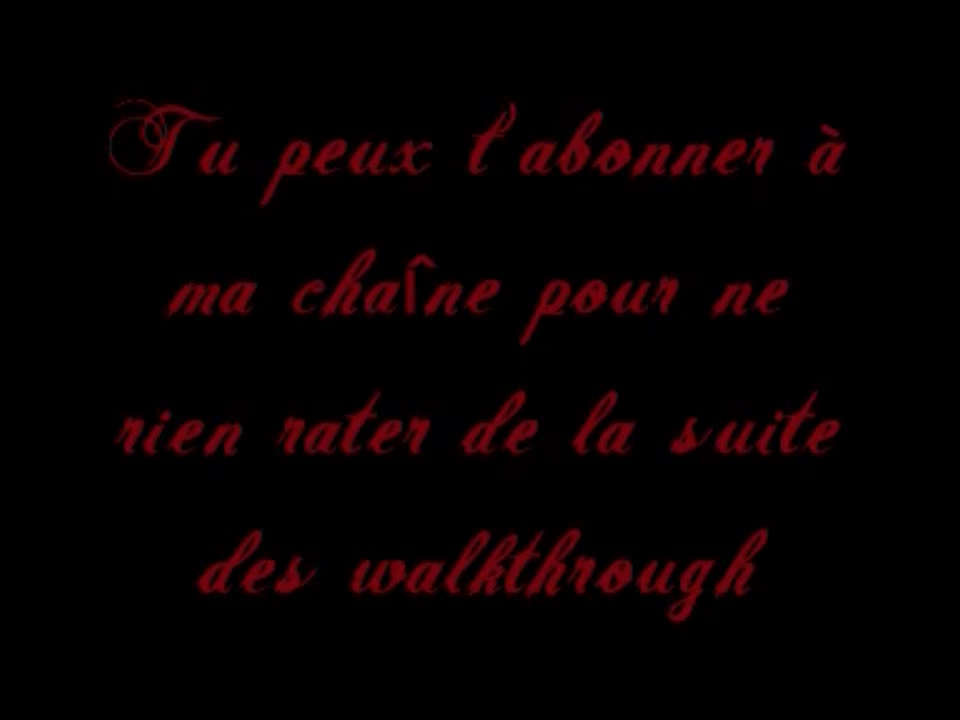 Tu peux t'abonner à
ma chaîne pour ne
rien rater de la suite
des walkthrough